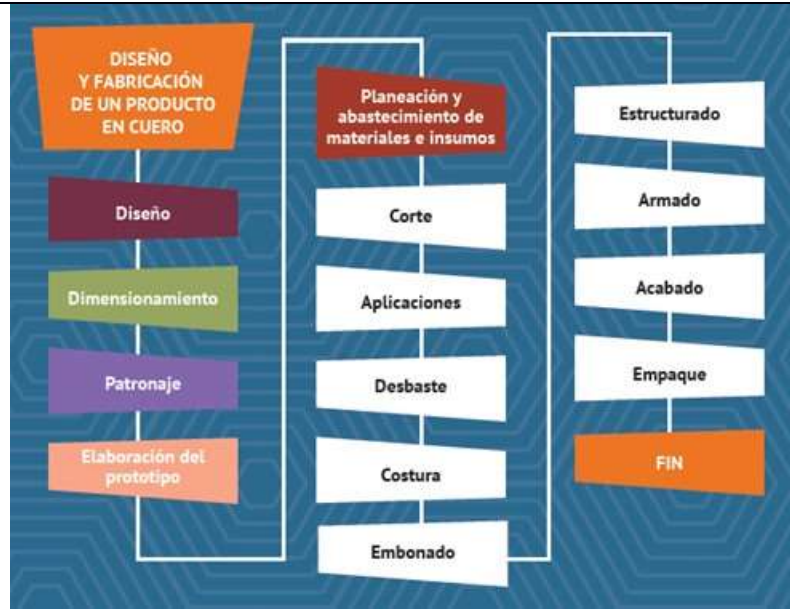 DISEÑO
Y FABRICACIÓN
DE UN PRODUCTO
EN CUERO
Diseño
Dimensionamiento
Patronaje
Elaboración del
prototipo
Planeación y
abastecimiento de
materiales e insumos
Corte
Aplicaciones
Desbaste
Costura
Embonado
Estructurado
Armado
Acabado
Empaque
FIN